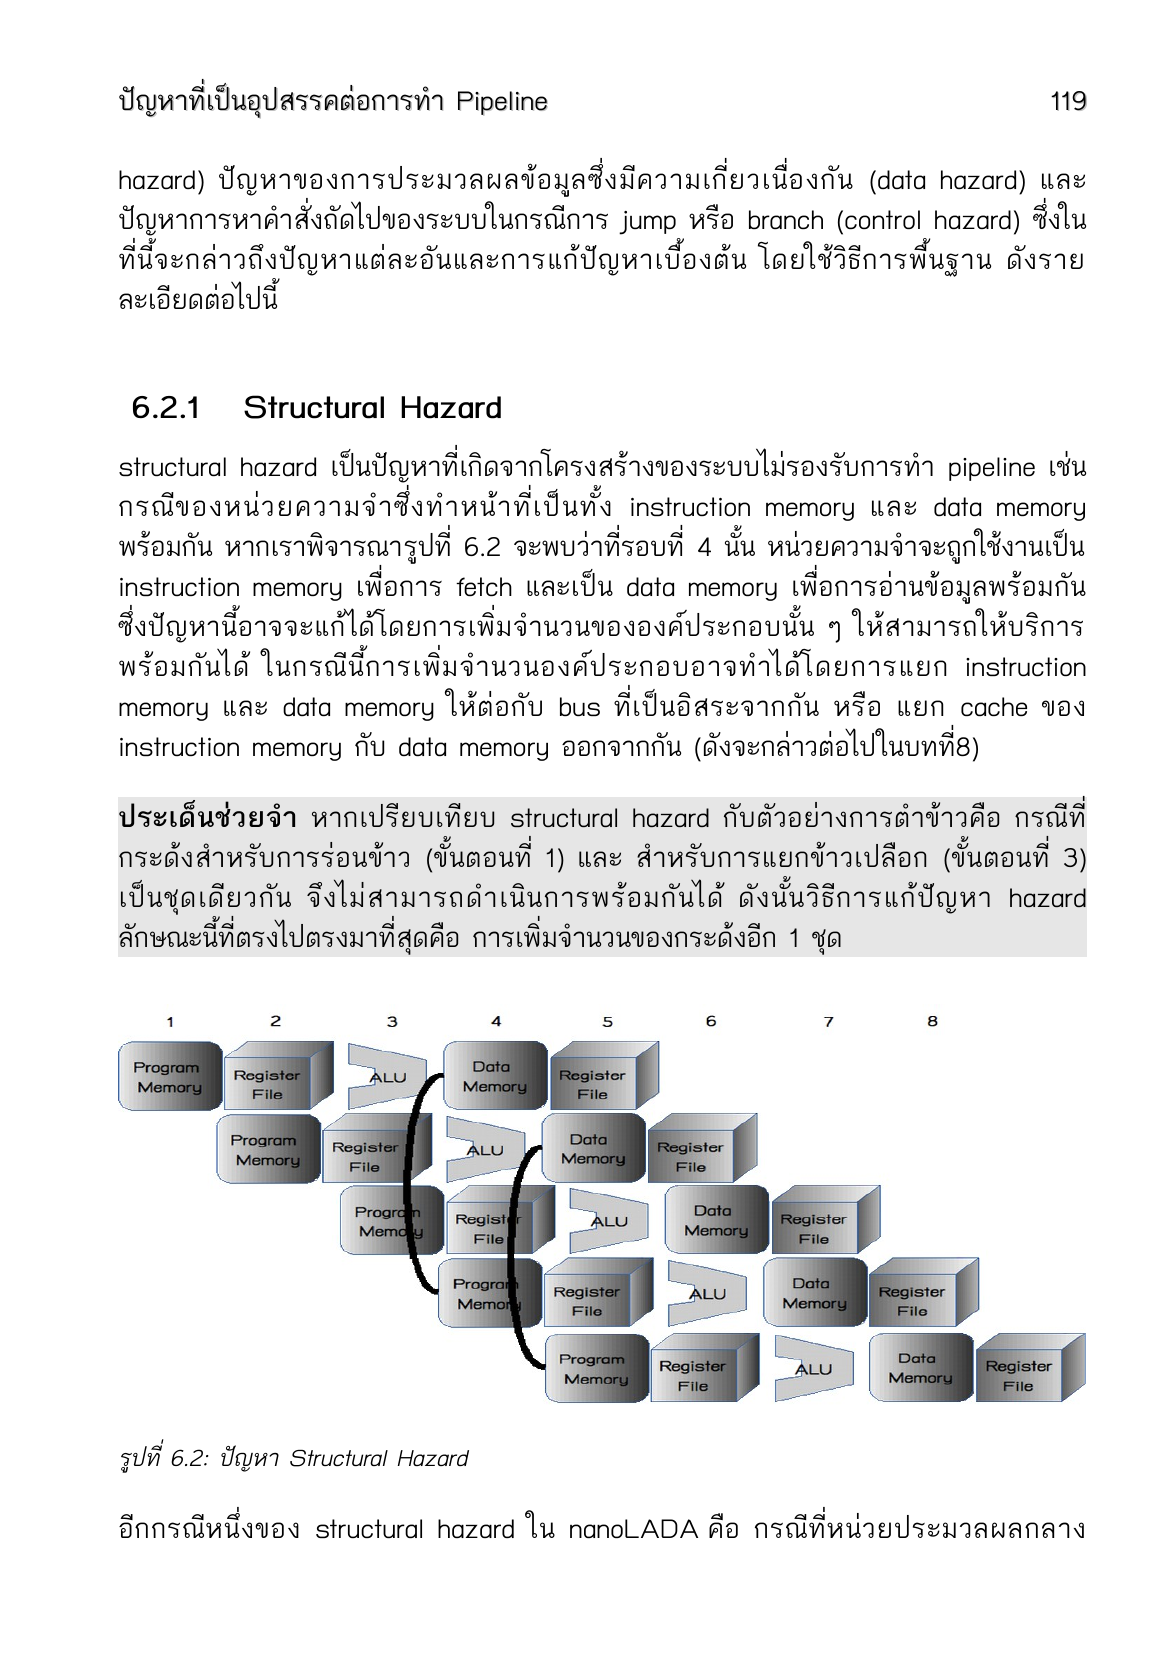 ปัญหาที่เป็นอุปสรรคต่อการทำ Pipeline 119
hazard) ปัญหาของการประมวลผลข้อมูลซึ่งมีความเกี่ยวเนื่องกัน (data hazard) และ
ปัญหาการหาคำสั่งถัดไปของระบบในกรณีการ jump หรือ branch (control hazard) ซึ่งใน
ที่นี้จะกล่าวถึงปัญหาแต่ละอันและการแก้ปัญหาเบื้องต้น โดยใช้วิธีการพื้นฐาน ดังราย
ละเอียดต่อไปนี้
6.2.1 Structural Hazard
structural hazard เป็นปัญหาที่เกิดจากโครงสร้างของระบบไม่รองรับการทำ pipeline เช่น
กรณีของหน่วยความจำซึ่งทำหน้าที่เป็นทั้ง instruction memory และ data memory
พร้อมกัน หากเราพิจารณารูปที่ 6.2 จะพบว่าที่รอบที่ 4 นั้น หน่วยความจำจะถูกใช้งานเป็น
instruction memory เพื่อการ fetch และเป็น data memory เพื่อการอ่านข้อมูลพร้อมกัน
ซึ่งปัญหานี้อาจจะแก้ได้โดยการเพิ่มจำนวนขององค์ประกอบนั้น ๆ ให้สามารถให้บริการ
พร้อมกันได้ ในกรณีนี้การเพิ่มจำนวนองค์ประกอบอาจทำได้โดยการแยก instruction
memory และ data memory ให้ต่อกับ bus ที่เป็นอิสระจากกัน หรือ แยก cache ของ
instruction memory กับ data memory ออกจากกัน (ดังจะกล่าวต่อไปในบทที่8)
ประเด็นช่วยจำ หากเปรียบเทียบ structural hazard กับตัวอย่างการตำข้าวคือ กรณีที่
กระด้งสำหรับการร่อนข้าว (ขั้นตอนที่ 1) และ สำหรับการแยกข้าวเปลือก (ขั้นตอนที่ 3)
เป็นชุดเดียวกัน จึงไม่สามารถดำเนินการพร้อมกันได้ ดังนั้นวิธีการแก้ปัญหา hazard
ลักษณะนี้ที่ตรงไปตรงมาที่สุดคือ การเพิ่มจำนวนของกระด้งอีก 1 ชุด
1 2 3 4 5 6 7 8
Program Memory Register File ALU Data Memory Register File
Program Memory Register File ALU Data Memory Register File
Program Memory Register File ALU Data Memory Register File
Program Memory Register File ALU Data Memory Register File
Program Memory Register File ALU Data Memory Register File
รูปที่ 6.2: ปัญหา Structural Hazard
อีกกรณีหนึ่งของ structural hazard ใน nanoLADA คือ กรณีที่หน่วยประมวลผลกลาง